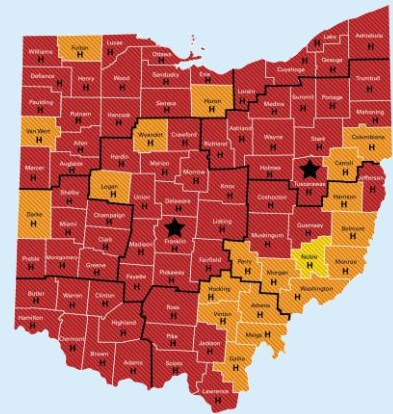 Williams
H
Fulton
H
Lucas
H
Ottawa
H
Lake
H
Ashtabula
H
Defiance
H
Henry
H
Wood
H
Sandusky
H
Erie
H
Cuyahoga
H
Geauga
H
Trumbull
H
Paulding
H
Putnam
H
Hancock
H
Seneca
H
Huron
H
Lorain
H
Medina
H
Summit
H
Portage
H
Mahoning
H
Van Wert
H
Allen
H
Wyandot
H
Crawford
H
Richland
H
Ashland
H
Wayne
H
Stark
H
Columbiana
H
Mercer
H
Auglaize
H
Hardin
H
Marion
H
Morrow
H
Knox
H
Holmes
H
Tuscarawas
H
Carroll
H
Jefferson
H
Shelby
H
Logan
H
Union
H
Delaware
H
Coshocton
H
Harrison
H
Darke
H
Miami
H
Champaign
H
Clark
H
Madison
H
Franklin
H
Licking
H
Muskingum
H
Guernsey
H
Belmont
H
Preble
H
Montgomery
H
Greene
H
Fayette
H
Pickaway
H
Fairfield
H
Perry
H
Morgan
H
Noble
H
Monroe
H
Butler
H
Warren
H
Clinton
H
Ross
H
Hocking
H
Athens
H
Washington
H
Hamilton
H
Clermont
H
Highland
H
Pike
H
Vinton
H
Meigs
H
Brown
H
Adams
H
Scioto
H
Jackson
H
Gallia
H
Lawrence
H